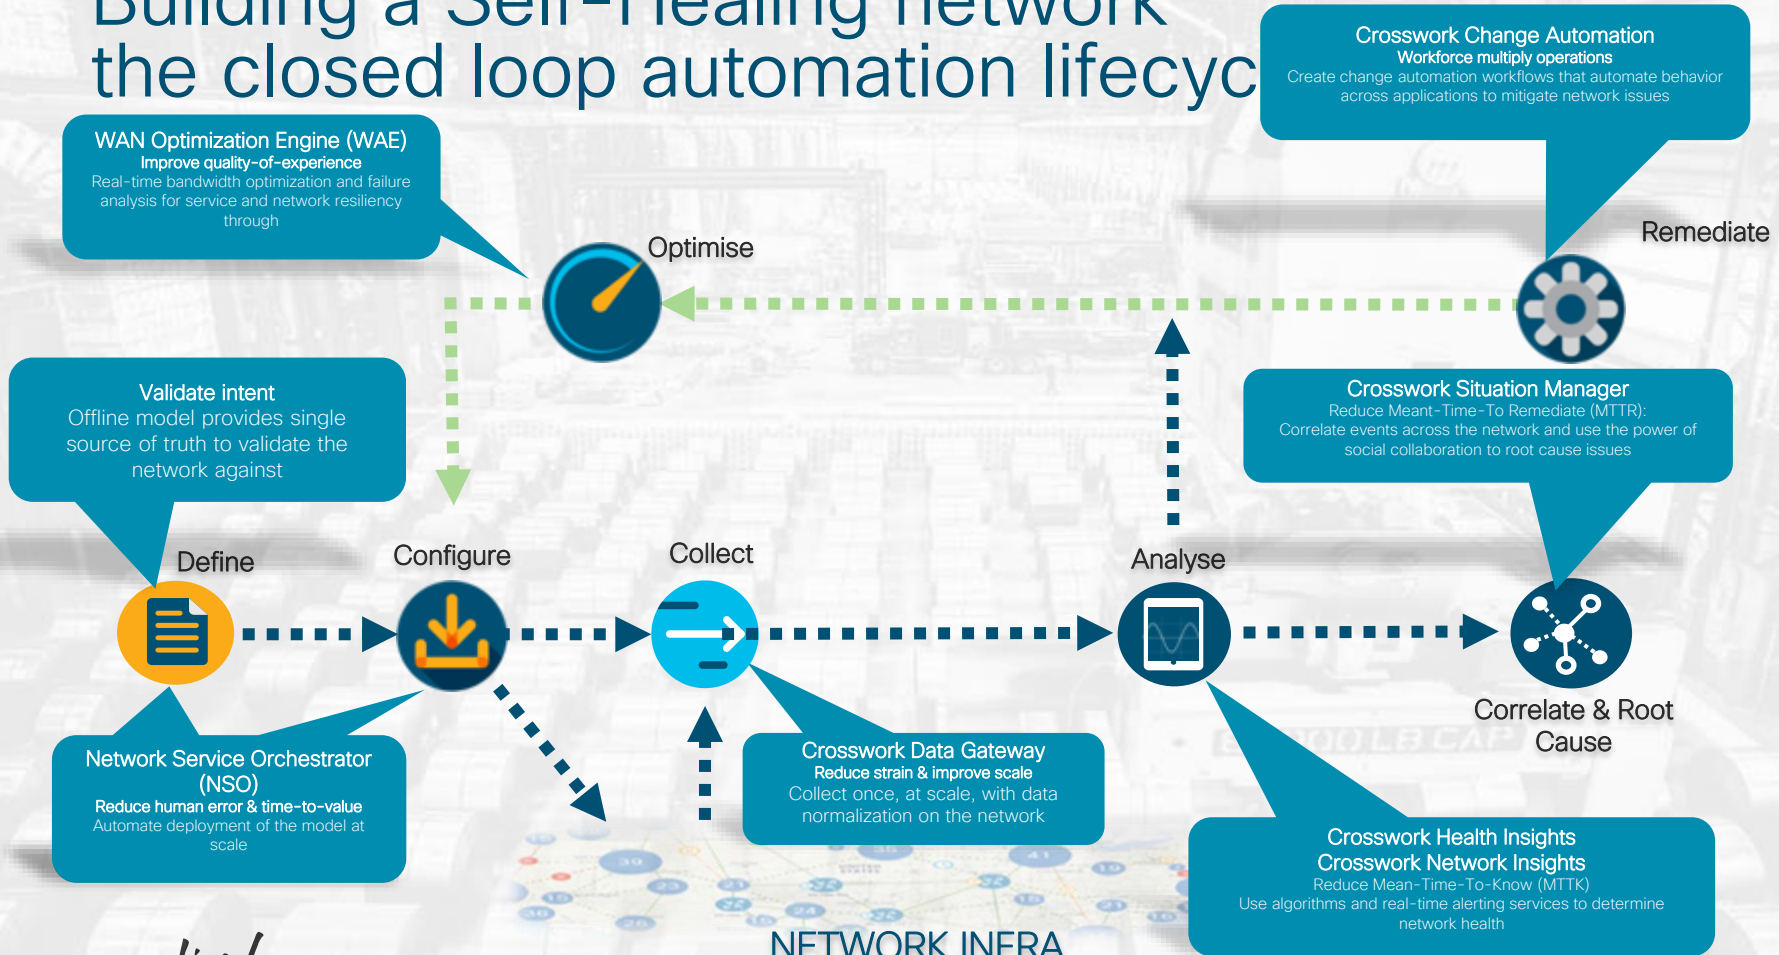 Building a Self-Healing network
the closed loop automation lifecyc
Crosswork Change Automation
Workforce multiply operations
Create change automation workflows that automate behavior
across applications to mitigate network issues
WAN Optimization Engine (WAE)
Improve quality-of-experience
Real-time bandwidth optimization and failure
analysis for service and network resiliency
through
Optimise
Remediate
Validate intent
Offline model provides single
source of truth to validate the
network against
Crosswork Situation Manager
Reduce Meant-Time-To Remediate (MTTR):
Correlate events across the network and use the power of
social collaboration to root cause issues
Define
Configure
Collect
Analyse
Correlate & Root
Cause
Network Service Orchestrator
(NSO)
Reduce human error & time-to-value
Automate deployment of the model at
scale
Crosswork Data Gateway
Reduce strain & improve scale
Collect once, at scale, with data
normalization on the network
Crosswork Health Insights
Crosswork Network Insights
Reduce Mean-Time-To-Know (MTTK)
Use algorithms and real-time alerting services to determine
network health
NETWORK INFRA